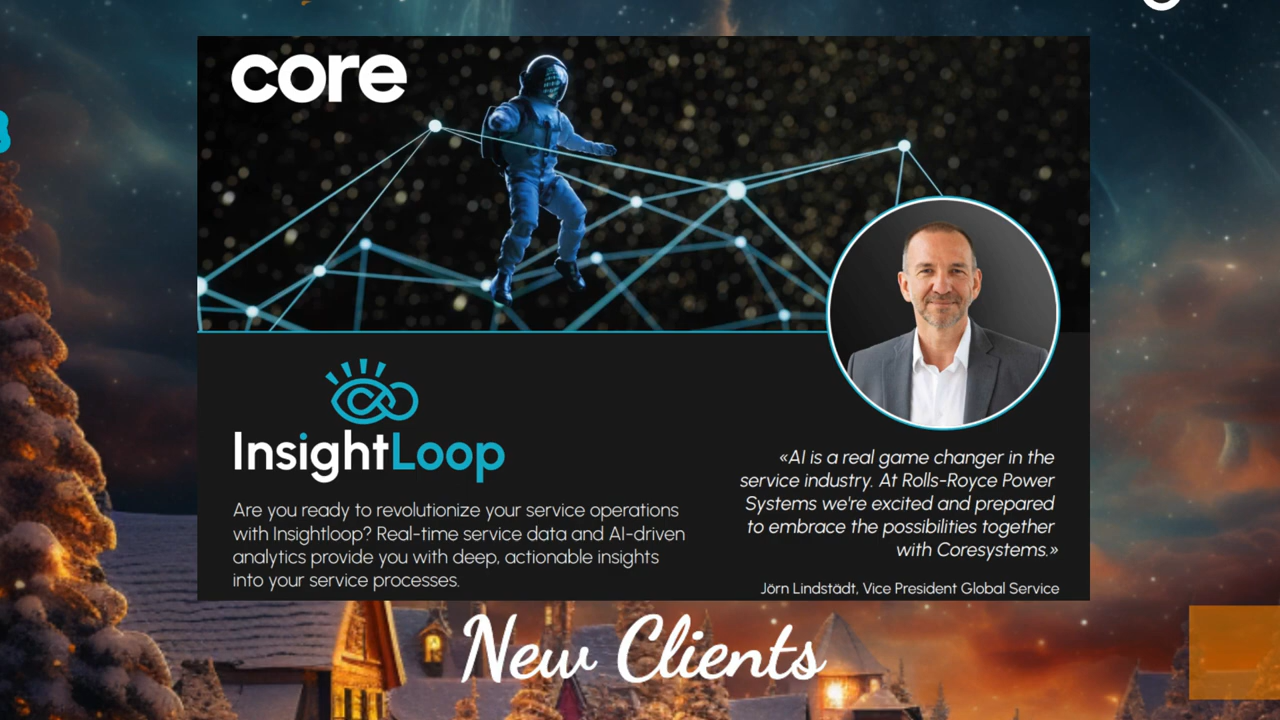 core
InsightLoop
Are you ready to revolutionize your service operations
with Insightloop? Real-time service data and AI-driven
analytics provide you with deep, actionable insights
into your service processes.
«AI is a real game changer in the
service industry. At Rolls-Royce Power
Systems we're excited and prepared
to embrace the possibilities together
with Coresystems.»
Jörn Lindstädt, Vice President Global Service
New Clients